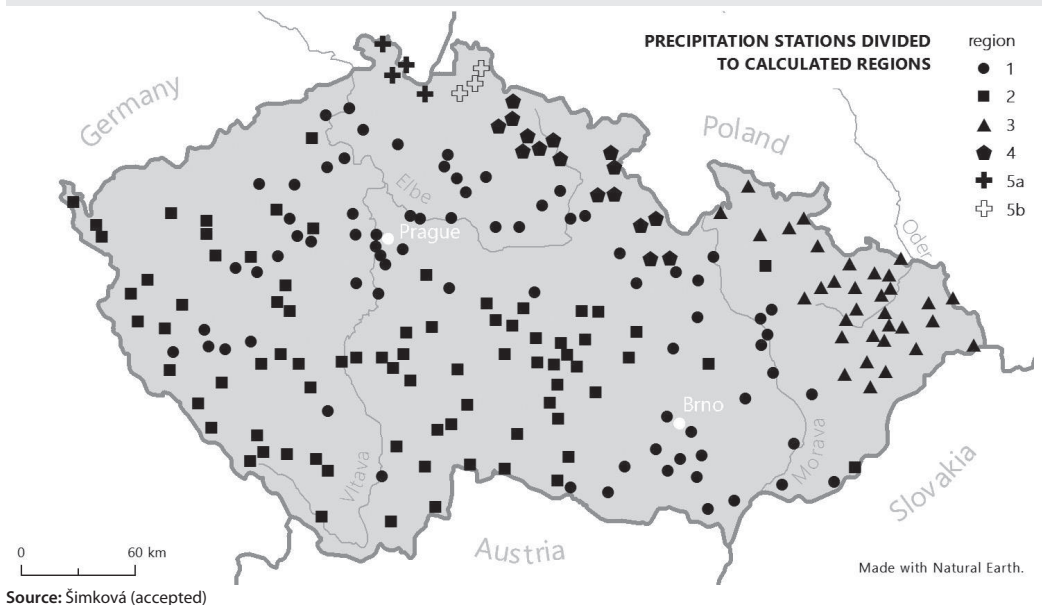 PRECIPITATION STATIONS DIVIDED
TO CALCULATED REGIONS
region
1
2
3
4
5a
5b
Germany
Poland
Elbe
Prague
Oder
Brno
Vltava
Morava
Slovakia
Austria
0 60 km
Made with Natural Earth.
Source: Šimková (accepted)